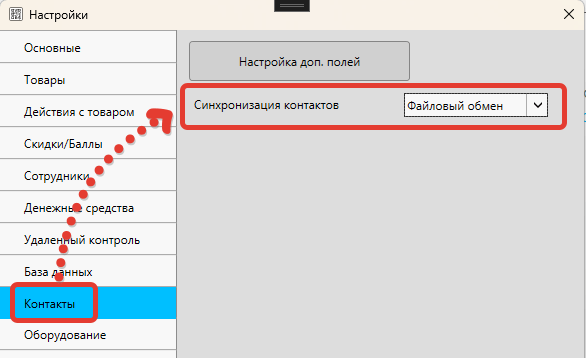 Настройки
Основные
Товары
Действия с товаром
Скидки/Баллы
Сотрудники
Денежные средства
Удаленный контроль
База данных
Контакты
Оборудование
Настройка доп. полей
Синхронизация контактов
Файловый обмен